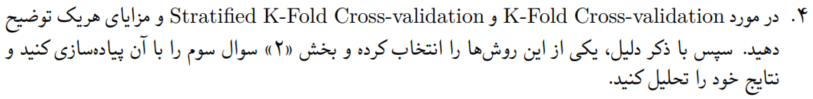 ۴. در مورد K-Fold Cross-validation و Stratified K-Fold Cross-validation و مزایای هریک توضیح
دهید. سپس با ذکر دلیل، یکی از این روش‌ها را انتخاب کرده و بخش «۲» سوال سوم را با آن پیاده‌سازی کنید و
نتایج خود را تحلیل کنید.